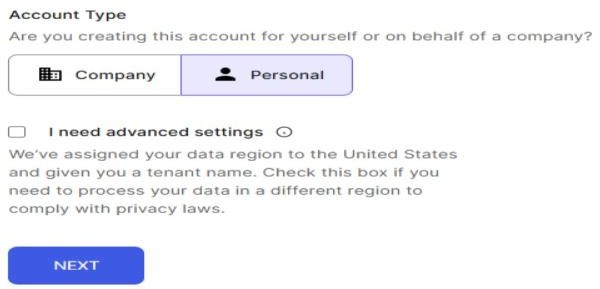 Account Type
Are you creating this account for yourself or on behalf of a company?
Company
Personal
I need advanced settings
We've assigned your data region to the United States
and given you a tenant name. Check this box if you
need to process your data in a different region to
comply with privacy laws.
NEXT